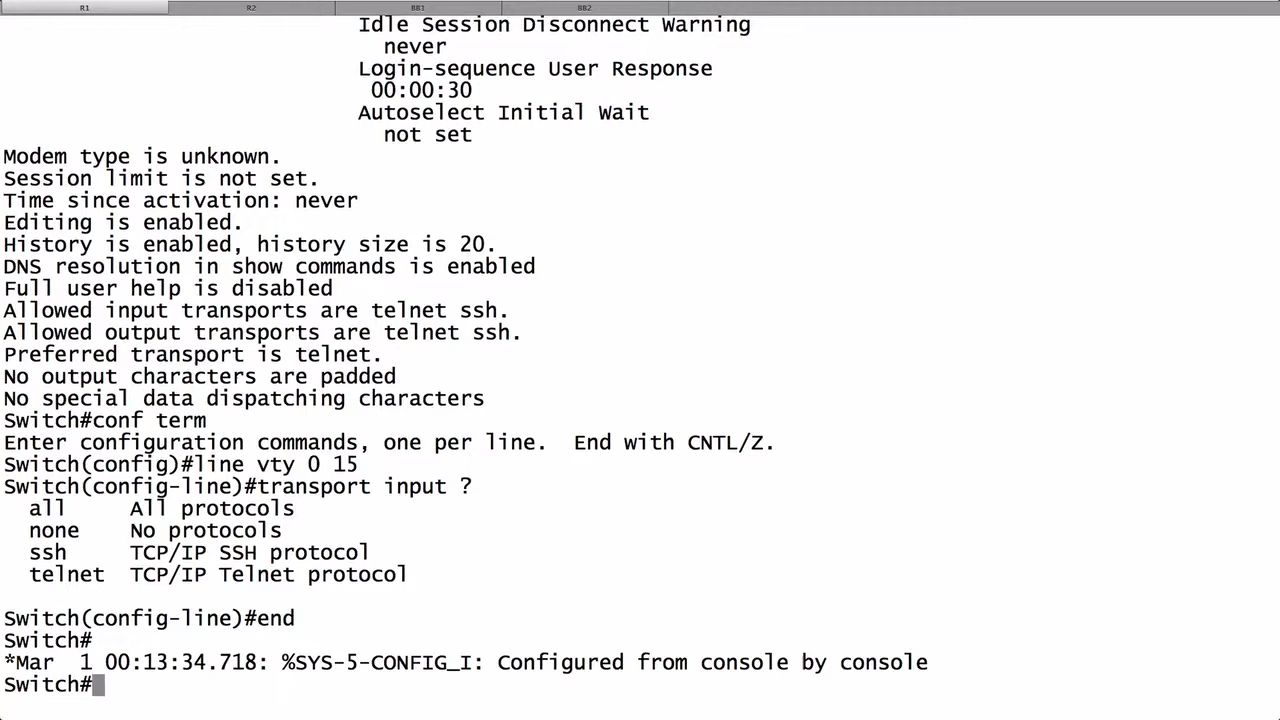 R1 R2 BB1 BB2
Idle Session Disconnect Warning
never
Login-sequence User Response
00:00:30
Autoselect Initial Wait
not set
Modem type is unknown.
Session limit is not set.
Time since activation: never
Editing is enabled.
History is enabled, history size is 20.
DNS resolution in show commands is enabled
Full user help is disabled
Allowed input transports are telnet ssh.
Allowed output transports are telnet ssh.
Preferred transport is telnet.
No output characters are padded
No special data dispatching characters
Switch#conf term
Enter configuration commands, one per line.  End with CNTL/Z.
Switch(config)#line vty 0 15
Switch(config-line)#transport input ?
all     All protocols
none    No protocols
ssh     TCP/IP SSH protocol
telnet  TCP/IP Telnet protocol
Switch(config-line)#end
Switch#
*Mar  1 00:13:34.718: %SYS-5-CONFIG_I: Configured from console by console
Switch#